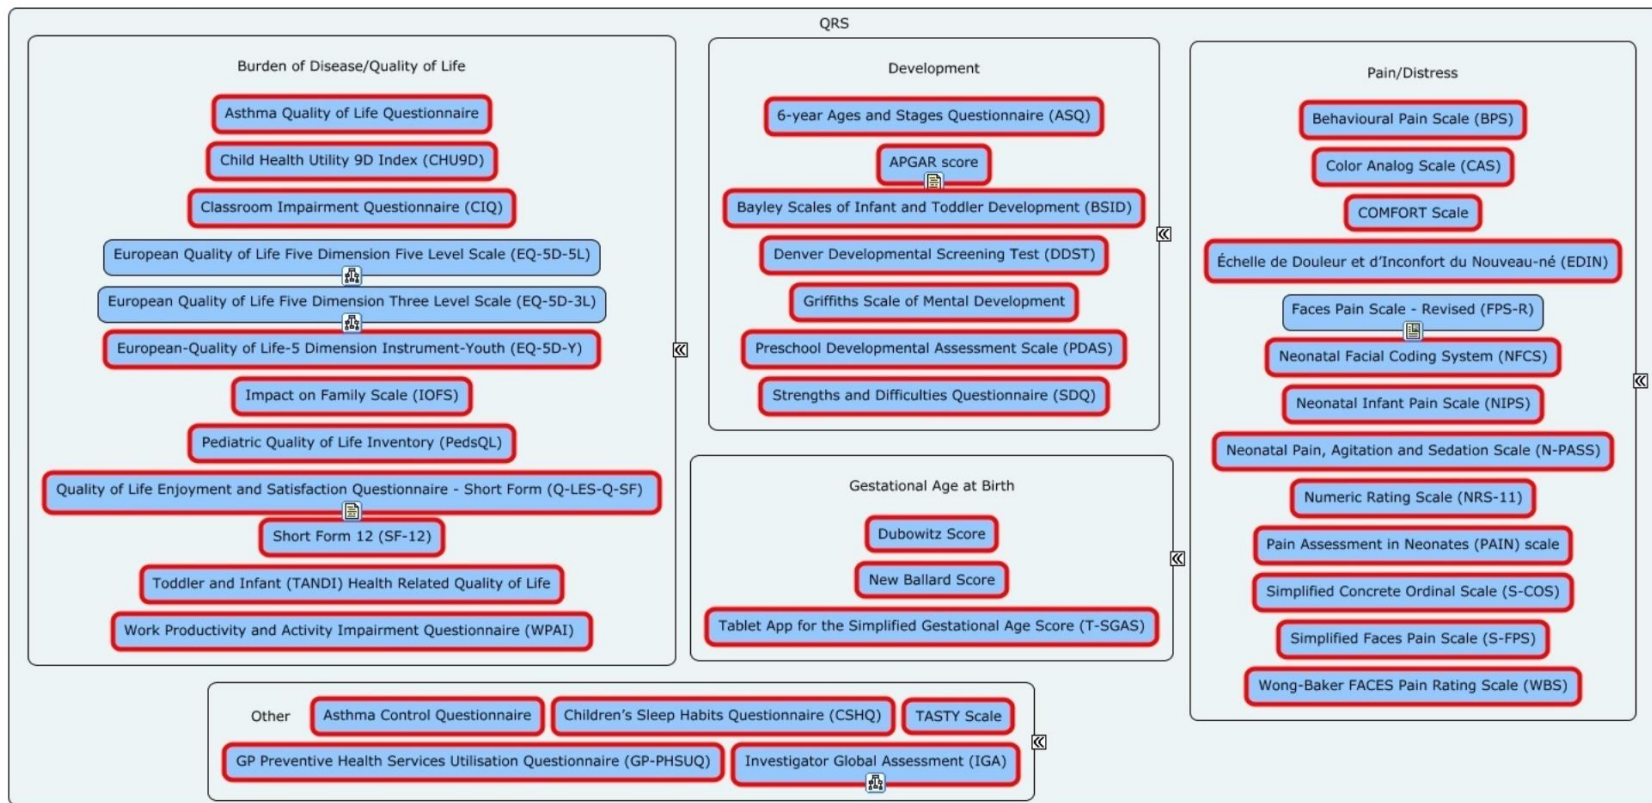 QRS
Burden of Disease/Quality of Life
Asthma Quality of Life Questionnaire
Child Health Utility 9D Index (CHU9D)
Classroom Impairment Questionnaire (CIQ)
European Quality of Life Five Dimension Five Level Scale (EQ-5D-5L)
European Quality of Life Five Dimension Three Level Scale (EQ-5D-3L)
European-Quality of Life-5 Dimension Instrument-Youth (EQ-5D-Y)
Impact on Family Scale (IOFS)
Pediatric Quality of Life Inventory (PedsQL)
Quality of Life Enjoyment and Satisfaction Questionnaire - Short Form (Q-LES-Q-SF)
Short Form 12 (SF-12)
Toddler and Infant (TANDI) Health Related Quality of Life
Work Productivity and Activity Impairment Questionnaire (WPAI)
Development
6-year Ages and Stages Questionnaire (ASQ)
APGAR score
Bayley Scales of Infant and Toddler Development (BSID)
Denver Developmental Screening Test (DDST)
Griffiths Scale of Mental Development
Preschool Developmental Assessment Scale (PDAS)
Strengths and Difficulties Questionnaire (SDQ)
Gestational Age at Birth
Dubowitz Score
New Ballard Score
Tablet App for the Simplified Gestational Age Score (T-SGAS)
Pain/Distress
Behavioural Pain Scale (BPS)
Color Analog Scale (CAS)
COMFORT Scale
Échelle de Douleur et d’Inconfort du Nouveau-né (EDIN)
Faces Pain Scale - Revised (FPS-R)
Neonatal Facial Coding System (NFCS)
Neonatal Infant Pain Scale (NIPS)
Neonatal Pain, Agitation and Sedation Scale (N-PASS)
Numeric Rating Scale (NRS-11)
Pain Assessment in Neonates (PAIN) scale
Simplified Concrete Ordinal Scale (S-COS)
Simplified Faces Pain Scale (S-FPS)
Wong-Baker FACES Pain Rating Scale (WBS)
Other
Asthma Control Questionnaire
Children’s Sleep Habits Questionnaire (CSHQ)
TASTY Scale
GP Preventive Health Services Utilisation Questionnaire (GP-PHSUQ)
Investigator Global Assessment (IGA)